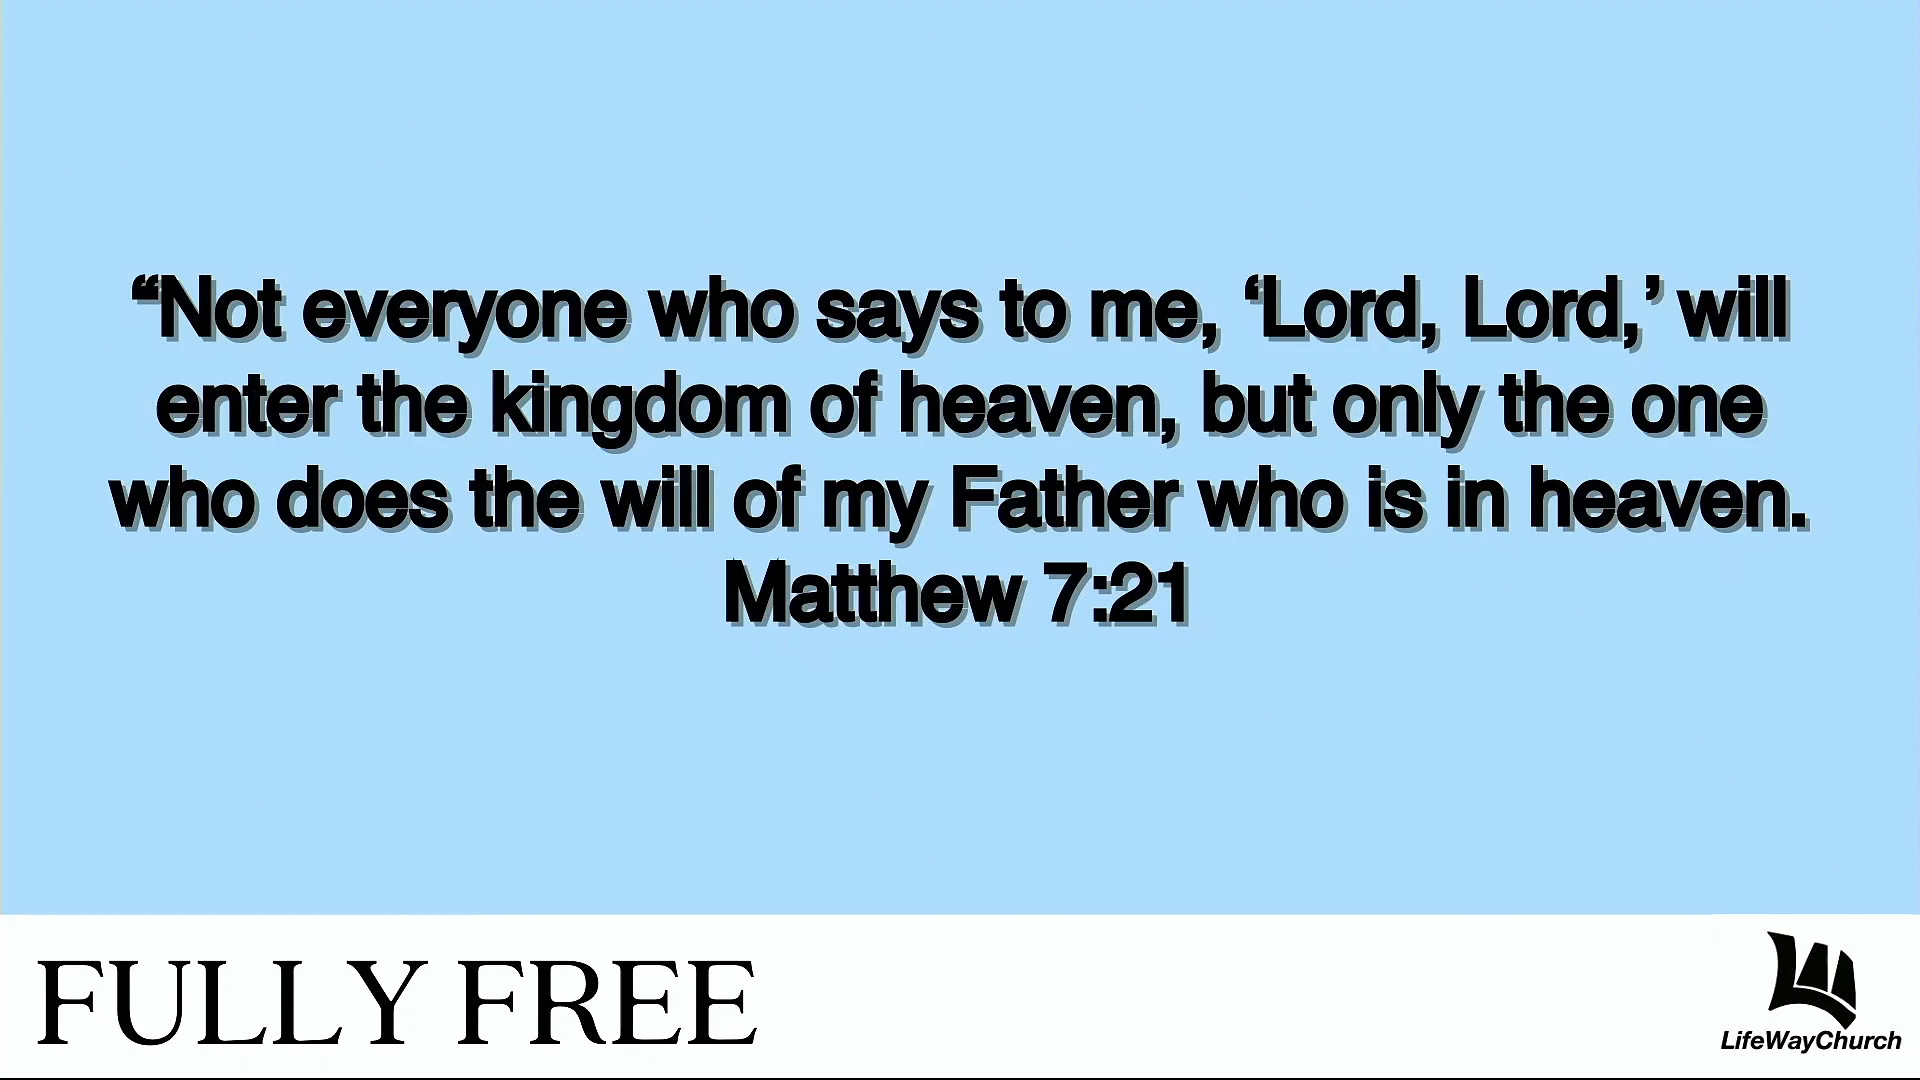 “Not everyone who says to me, ‘Lord, Lord,’ will
enter the kingdom of heaven, but only the one
who does the will of my Father who is in heaven.
Matthew 7:21
FULLY FREE
LifeWayChurch